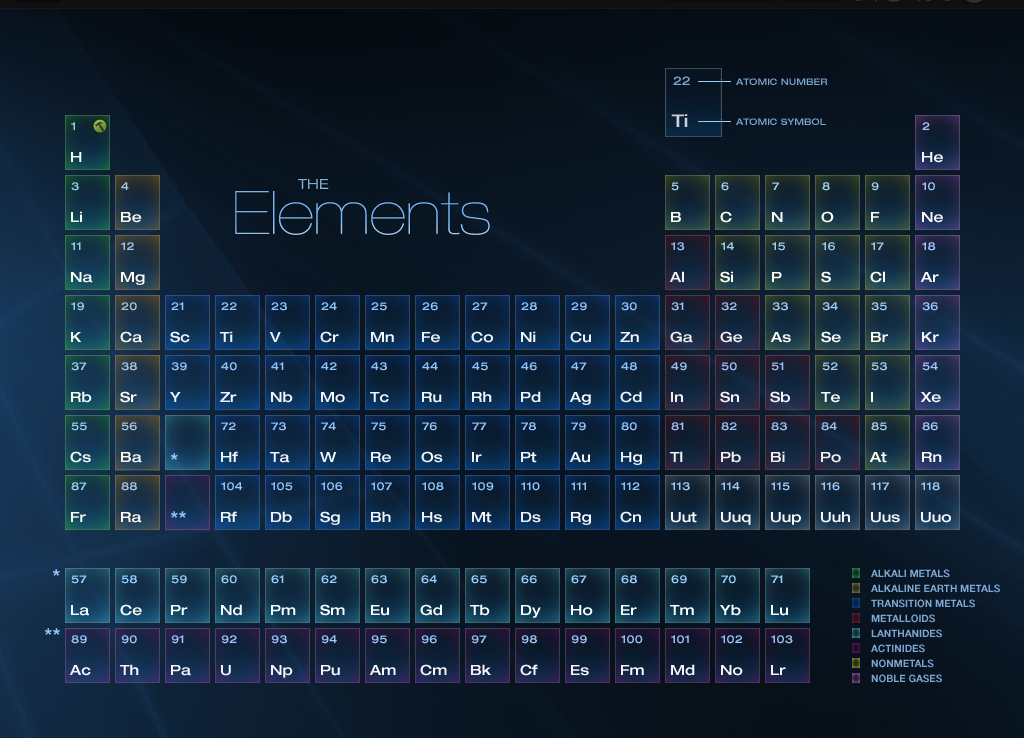 22 ATOMIC NUMBER
Ti ATOMIC SYMBOL
1 2
H He
THE
Elements
3 4 5 6 7 8 9 10
Li Be B C N O F Ne
11 12 13 14 15 16 17 18
Na Mg Al Si P S Cl Ar
19 20 21 22 23 24 25 26 27 28 29 30 31 32 33 34 35 36
K Ca Sc Ti V Cr Mn Fe Co Ni Cu Zn Ga Ge As Se Br Kr
37 38 39 40 41 42 43 44 45 46 47 48 49 50 51 52 53 54
Rb Sr Y Zr Nb Mo Tc Ru Rh Pd Ag Cd In Sn Sb Te I Xe
55 56 72 73 74 75 76 77 78 79 80 81 82 83 84 85 86
Cs Ba * Hf Ta W Re Os Ir Pt Au Hg Tl Pb Bi Po At Rn
87 88 104 105 106 107 108 109 110 111 112 113 114 115 116 117 118
Fr Ra ** Rf Db Sg Bh Hs Mt Ds Rg Cn Uut Uuq Uup Uuh Uus Uuo
* 57 58 59 60 61 62 63 64 65 66 67 68 69 70 71
La Ce Pr Nd Pm Sm Eu Gd Tb Dy Ho Er Tm Yb Lu
** 89 90 91 92 93 94 95 96 97 98 99 100 101 102 103
Ac Th Pa U Np Pu Am Cm Bk Cf Es Fm Md No Lr
ALKALI METALS
ALKALINE EARTH METALS
TRANSITION METALS
METALLOIDS
LANTHANIDES
ACTINIDES
NONMETALS
NOBLE GASES